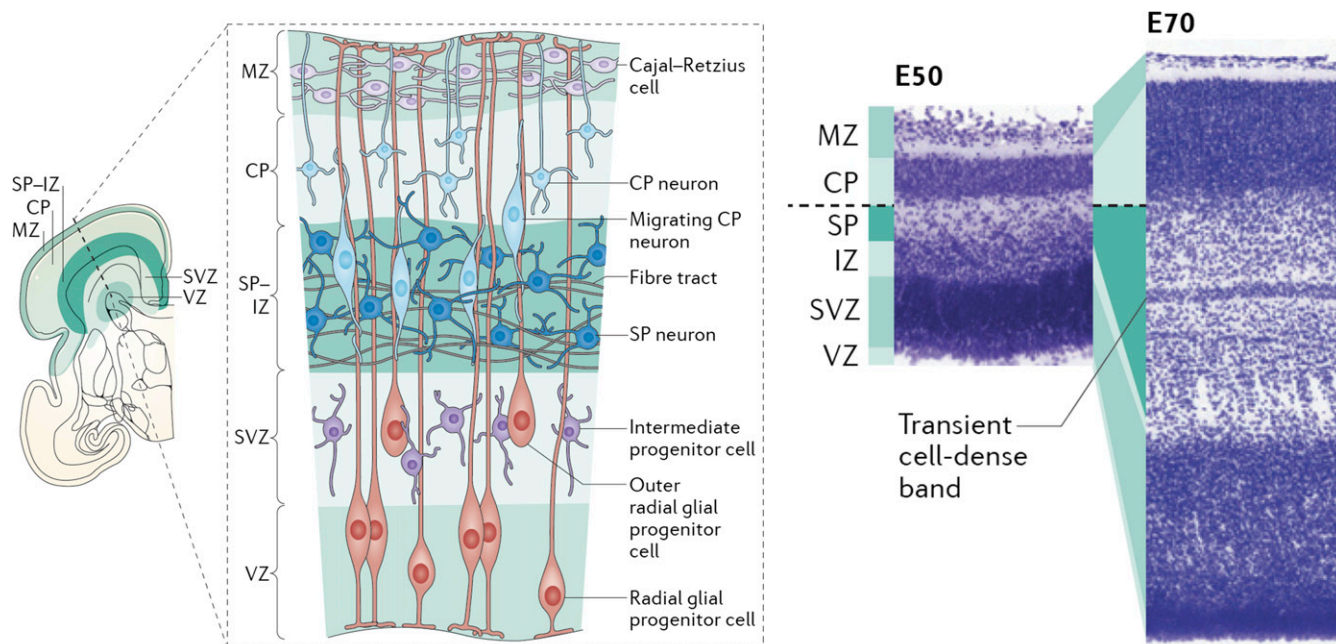 SP–IZ
CP
MZ
SVZ
VZ
MZ
CP
SP–
IZ
SVZ
VZ
Cajal–Retzius
cell
CP neuron
Migrating CP
neuron
Fibre tract
SP neuron
Intermediate
progenitor cell
Outer
radial glial
progenitor
cell
Radial glial
progenitor cell
E50
MZ
CP
SP
IZ
SVZ
VZ
Transient
cell-dense
band
E70